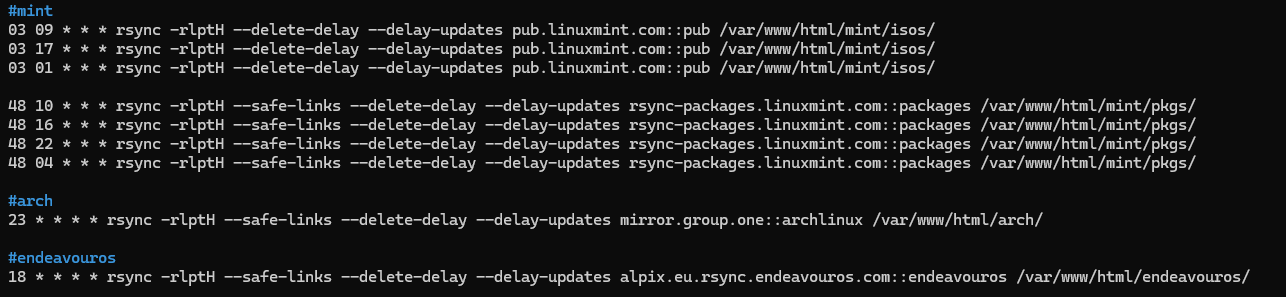 #mint
03 09 * * * rsync -rlptH --delete-delay --delay-updates pub.linuxmint.com::pub /var/www/html/mint/isos/
03 17 * * * rsync -rlptH --delete-delay --delay-updates pub.linuxmint.com::pub /var/www/html/mint/isos/
03 01 * * * rsync -rlptH --delete-delay --delay-updates pub.linuxmint.com::pub /var/www/html/mint/isos/
48 10 * * * rsync -rlptH --safe-links --delete-delay --delay-updates rsync-packages.linuxmint.com::packages /var/www/html/mint/pkgs/
48 16 * * * rsync -rlptH --safe-links --delete-delay --delay-updates rsync-packages.linuxmint.com::packages /var/www/html/mint/pkgs/
48 22 * * * rsync -rlptH --safe-links --delete-delay --delay-updates rsync-packages.linuxmint.com::packages /var/www/html/mint/pkgs/
48 04 * * * rsync -rlptH --safe-links --delete-delay --delay-updates rsync-packages.linuxmint.com::packages /var/www/html/mint/pkgs/
#arch
23 * * * * rsync -rlptH --safe-links --delete-delay --delay-updates mirror.group.one::archlinux /var/www/html/arch/
#endeavouros
18 * * * * rsync -rlptH --safe-links --delete-delay --delay-updates alpix.eu.rsync.endeavouros.com::endeavouros /var/www/html/endeavouros/